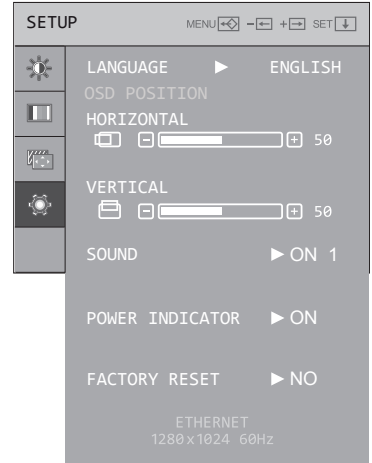 SETUP MENU - + SET
LANGUAGE ▶ ENGLISH
OSD POSITION
HORIZONTAL
- + 50
VERTICAL
- + 50
SOUND ▶ ON 1
POWER INDICATOR ▶ ON
FACTORY RESET ▶ NO
ETHERNET
1280x1024 60Hz